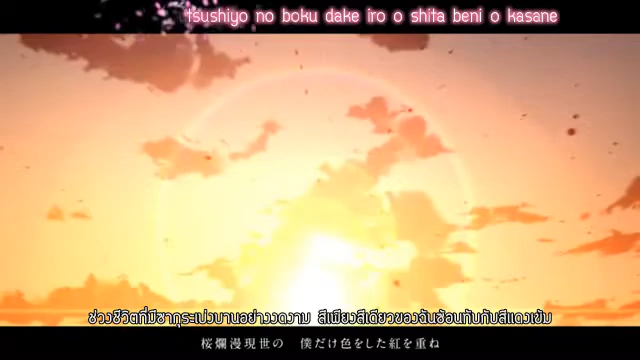 tsushiyo no boku dake iro o shita beni o kasane
ช่วงชีวิตที่มีซากุระเบ่งบานอย่างงดงาม สีเพียงสีเดียวของฉันซ้อนทับกับสีแดงเข้ม
桜爛漫現世の 僕だけ色をした紅を重ね